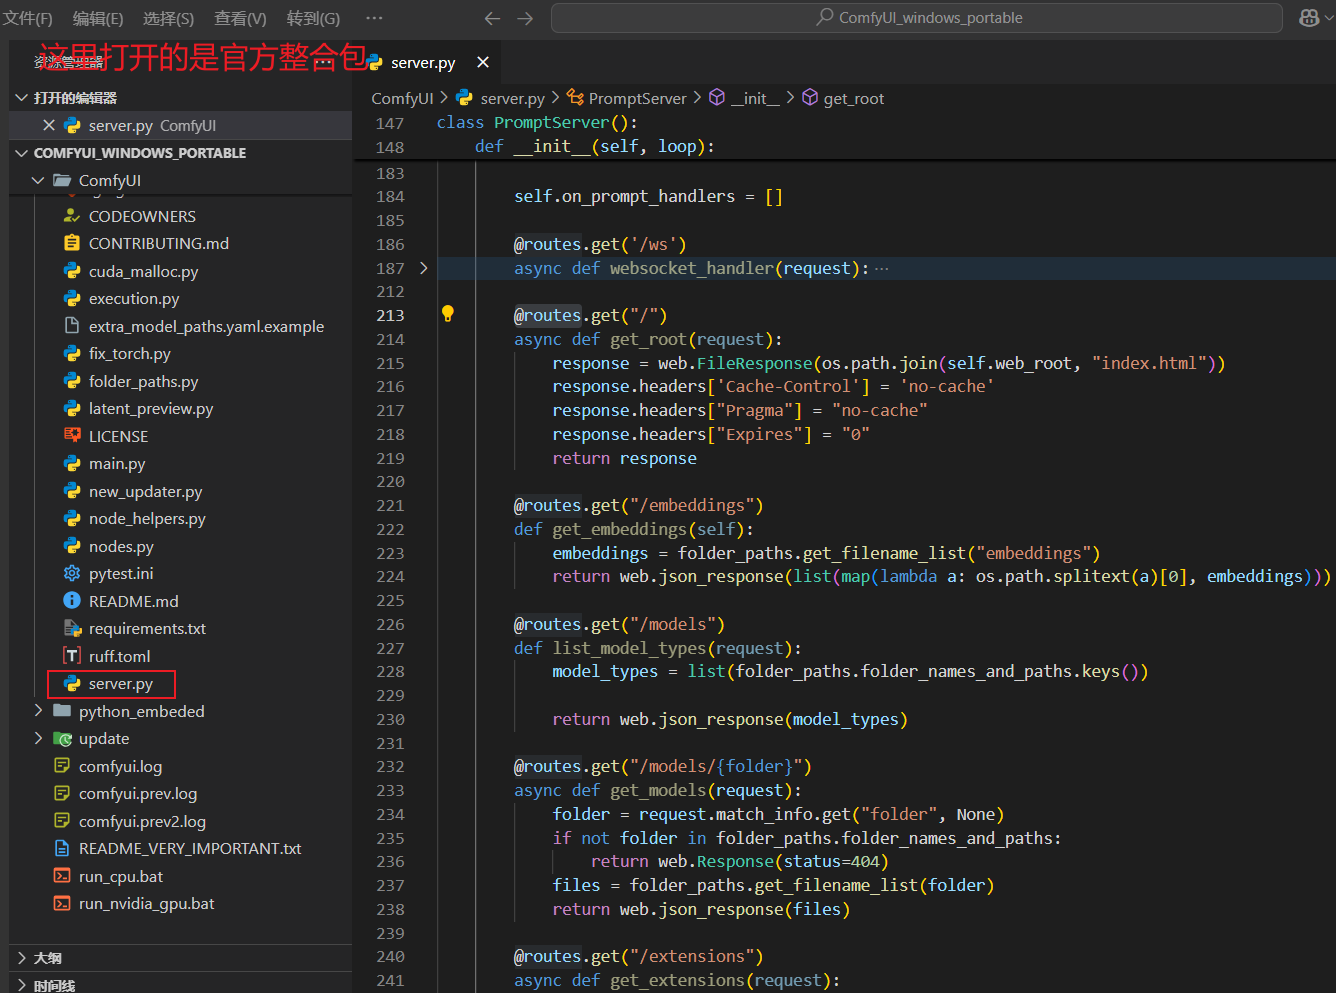 文件(F) 编辑(E) 选择(S) 查看(V) 转到(G) ··· ComfyUI_windows_portable
这里打开的是官方整合包
资源管理器 ···
打开的编辑器
server.py ComfyUI
COMFYUI_WINDOWS_PORTABLE
ComfyUI
CODEOWNERS
CONTRIBUTING.md
cuda_malloc.py
execution.py
extra_model_paths.yaml.example
fix_torch.py
folder_paths.py
latent_preview.py
LICENSE
main.py
new_updater.py
node_helpers.py
nodes.py
pytest.ini
README.md
requirements.txt
ruff.toml
server.py
python_embeded
update
comfyui.log
comfyui.prev.log
comfyui.prev2.log
README_VERY_IMPORTANT.txt
run_cpu.bat
run_nvidia_gpu.bat
大纲
时间线
server.py
ComfyUI > server.py > PromptServer > __init__ > get_root
147 class PromptServer():
148     def __init__(self, loop):
183
184         self.on_prompt_handlers = []
185
186         @routes.get('/ws')
187         async def websocket_handler(request): ···
212
213         @routes.get("/")
214         async def get_root(request):
215             response = web.FileResponse(os.path.join(self.web_root, "index.html"))
216             response.headers['Cache-Control'] = 'no-cache'
217             response.headers["Pragma"] = "no-cache"
218             response.headers["Expires"] = "0"
219             return response
220
221         @routes.get("/embeddings")
222         def get_embeddings(self):
223             embeddings = folder_paths.get_filename_list("embeddings")
224             return web.json_response(list(map(lambda a: os.path.splitext(a)[0], embeddings)))
225
226         @routes.get("/models")
227         def list_model_types(request):
228             model_types = list(folder_paths.folder_names_and_paths.keys())
229
230             return web.json_response(model_types)
231
232         @routes.get("/models/{folder}")
233         async def get_models(request):
234             folder = request.match_info.get("folder", None)
235             if not folder in folder_paths.folder_names_and_paths:
236                 return web.Response(status=404)
237             files = folder_paths.get_filename_list(folder)
238             return web.json_response(files)
239
240         @routes.get("/extensions")
241         async def get_extensions(request):